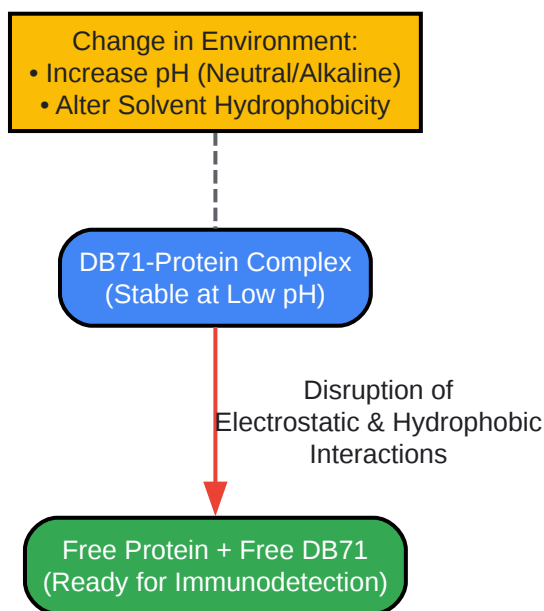 Change in Environment:
• Increase pH (Neutral/Alkaline)
• Alter Solvent Hydrophobicity
DB71-Protein Complex
(Stable at Low pH)
Disruption of
Electrostatic & Hydrophobic
Interactions
Free Protein + Free DB71
(Ready for Immunodetection)